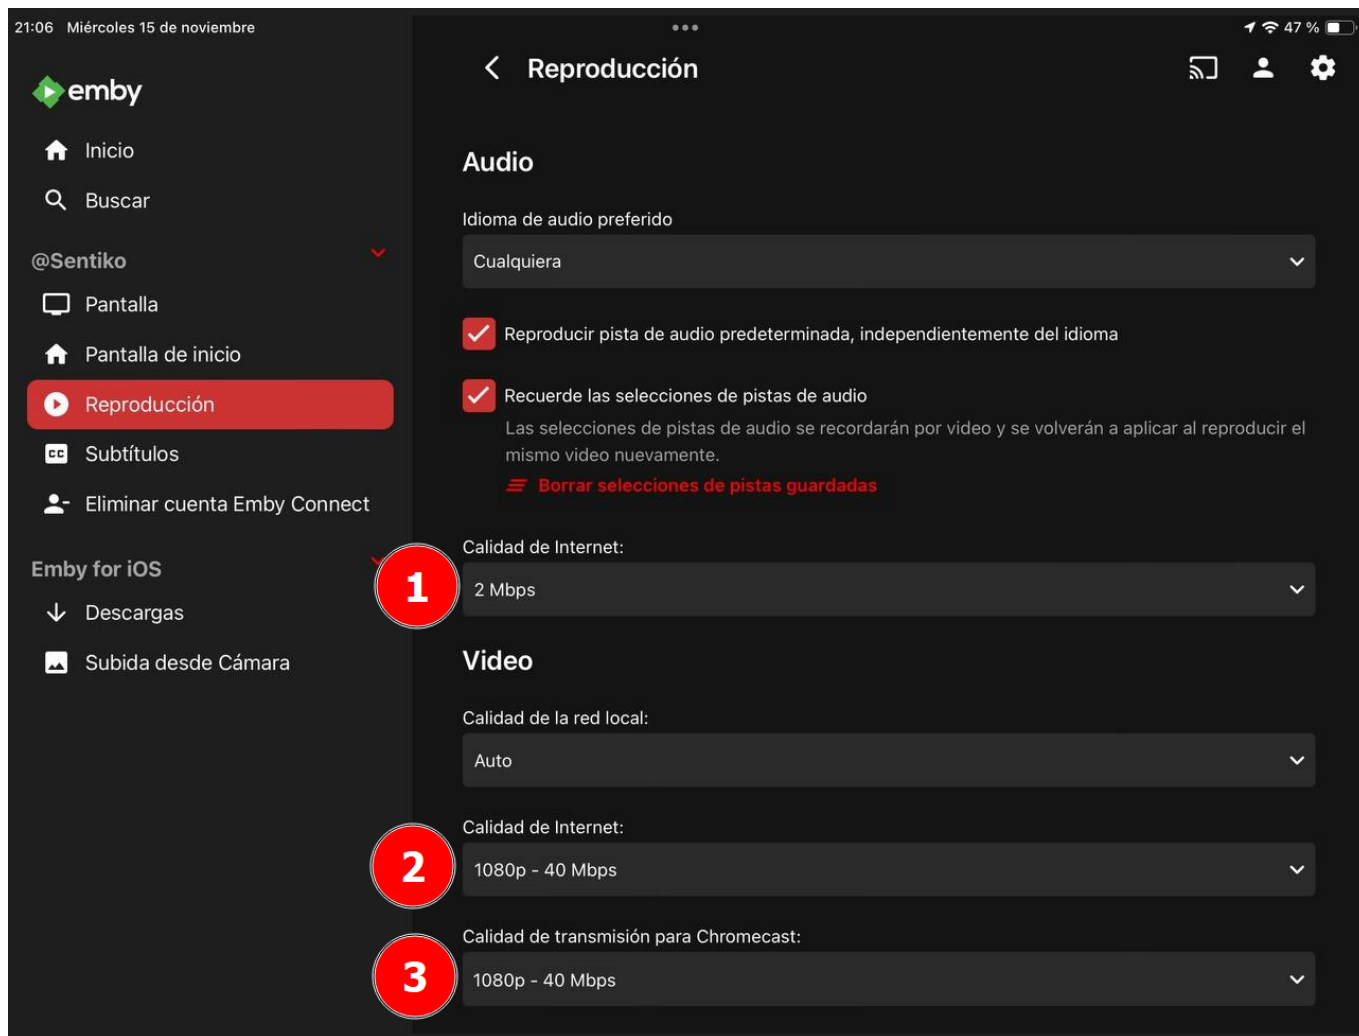 21:06 Miércoles 15 de noviembre
47 %
emby
Inicio
Buscar
@Sentiko
Pantalla
Pantalla de inicio
Reproducción
CC Subtítulos
Eliminar cuenta Emby Connect
Emby for iOS
Descargas
Subida desde Cámara
Reproducción
Audio
Idioma de audio preferido
Cualquiera
Reproducir pista de audio predeterminada, independientemente del idioma
Recuerde las selecciones de pistas de audio
Las selecciones de pistas de audio se recordarán por video y se volverán a aplicar al reproducir el
mismo video nuevamente.
Borrar selecciones de pistas guardadas
Calidad de Internet:
1 2 Mbps
Video
Calidad de la red local:
Auto
Calidad de Internet:
2 1080p - 40 Mbps
Calidad de transmisión para Chromecast:
3 1080p - 40 Mbps